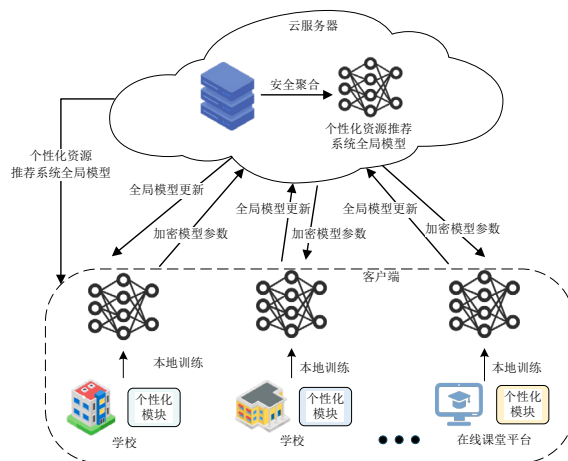 云服务器
安全聚合
个性化资源推荐
系统全局模型
个性化资源
推荐系统全局模型
全局模型更新
加密模型参数
全局模型更新
加密模型参数
全局模型更新
加密模型参数
客户端
本地训练
本地训练
本地训练
个性化
模块
个性化
模块
个性化
模块
学校
学校
在线课堂平台